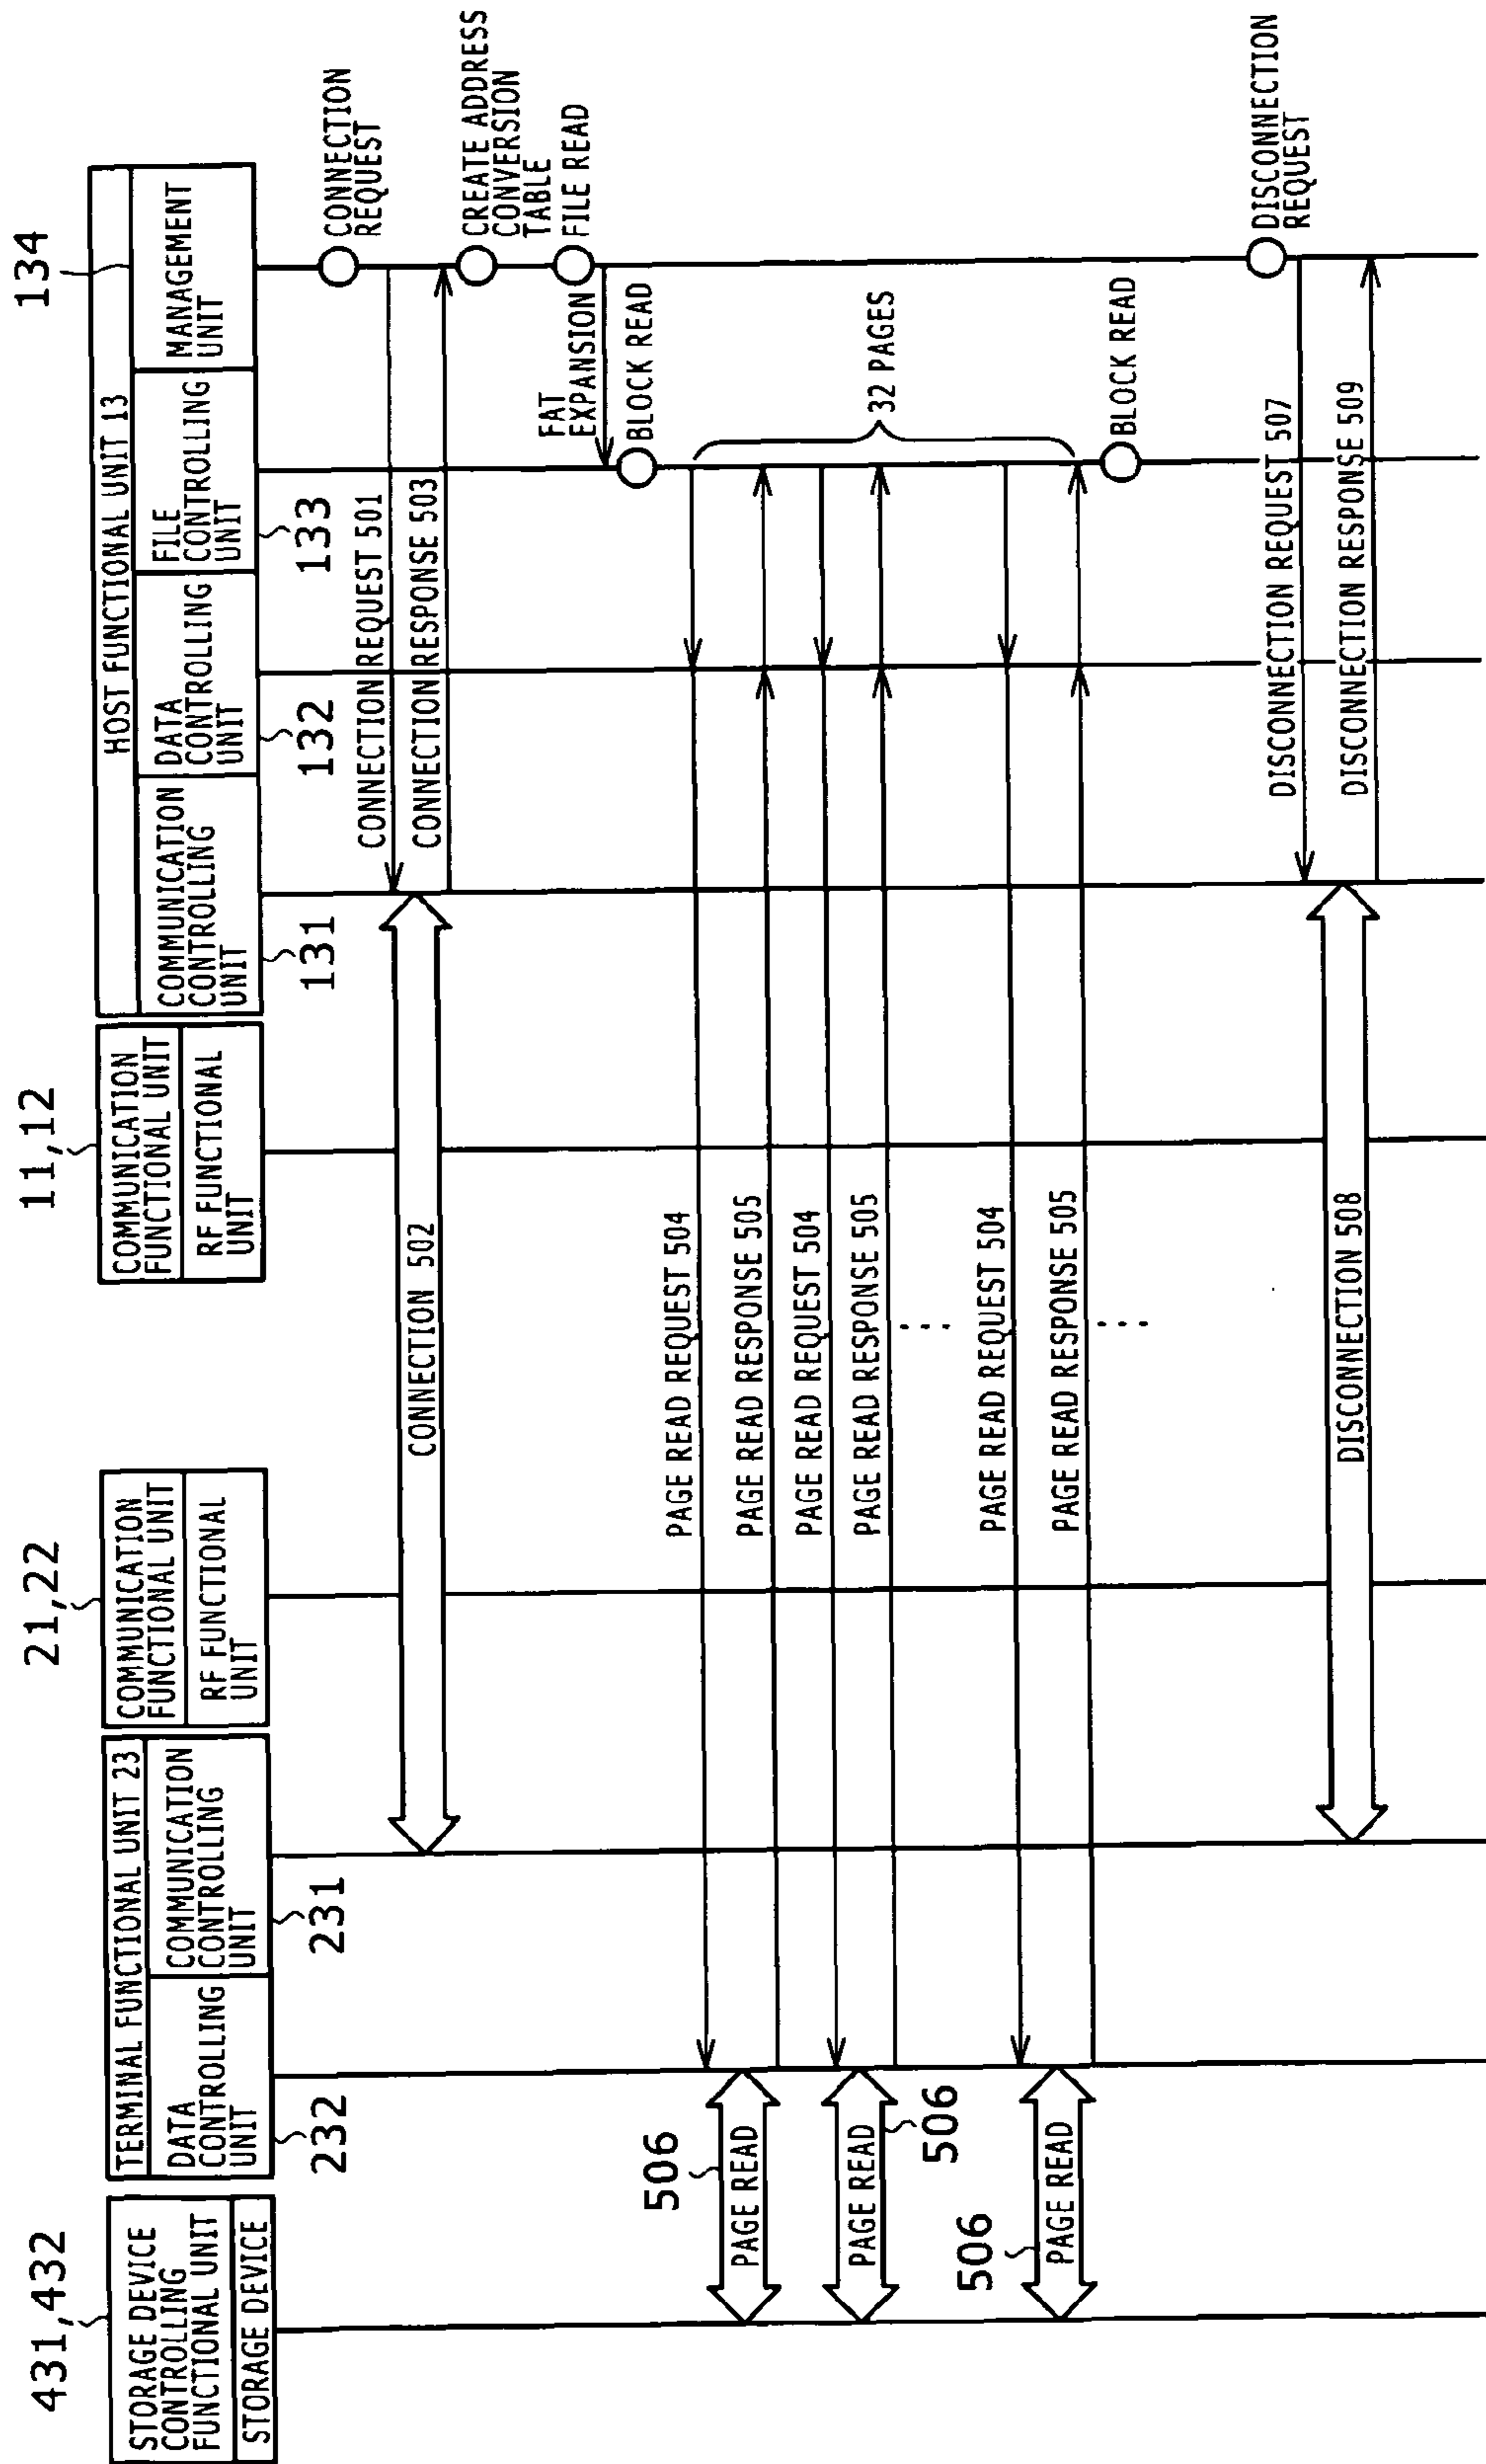 431,432
STORAGE DEVICE
CONTROLLING
FUNCTIONAL UNIT
STORAGE DEVICE
TERMINAL FUNCTIONAL UNIT 23
DATA
CONTROLLING
UNIT
232
COMMUNICATION
CONTROLLING
UNIT
231
21,22
COMMUNICATION
FUNCTIONAL UNIT
RF FUNCTIONAL
UNIT
11,12
COMMUNICATION
FUNCTIONAL UNIT
RF FUNCTIONAL
UNIT
HOST FUNCTIONAL UNIT 13
COMMUNICATION
CONTROLLING
UNIT
131
DATA
CONTROLLING
UNIT
132
FILE
CONTROLLING
UNIT
133
MANAGEMENT
UNIT
134
CONNECTION
REQUEST
CONNECTION REQUEST 501
CONNECTION 502
CONNECTION RESPONSE 503
CREATE ADDRESS
CONVERSION
TABLE
FILE READ
FAT
EXPANSION
BLOCK READ
PAGE READ REQUEST 504
506
PAGE READ
PAGE READ RESPONSE 505
PAGE READ REQUEST 504
PAGE READ
506
PAGE READ RESPONSE 505
32 PAGES
PAGE READ REQUEST 504
506
PAGE READ
PAGE READ RESPONSE 505
BLOCK READ
DISCONNECTION
REQUEST
DISCONNECTION REQUEST 507
DISCONNECTION 508
DISCONNECTION RESPONSE 509